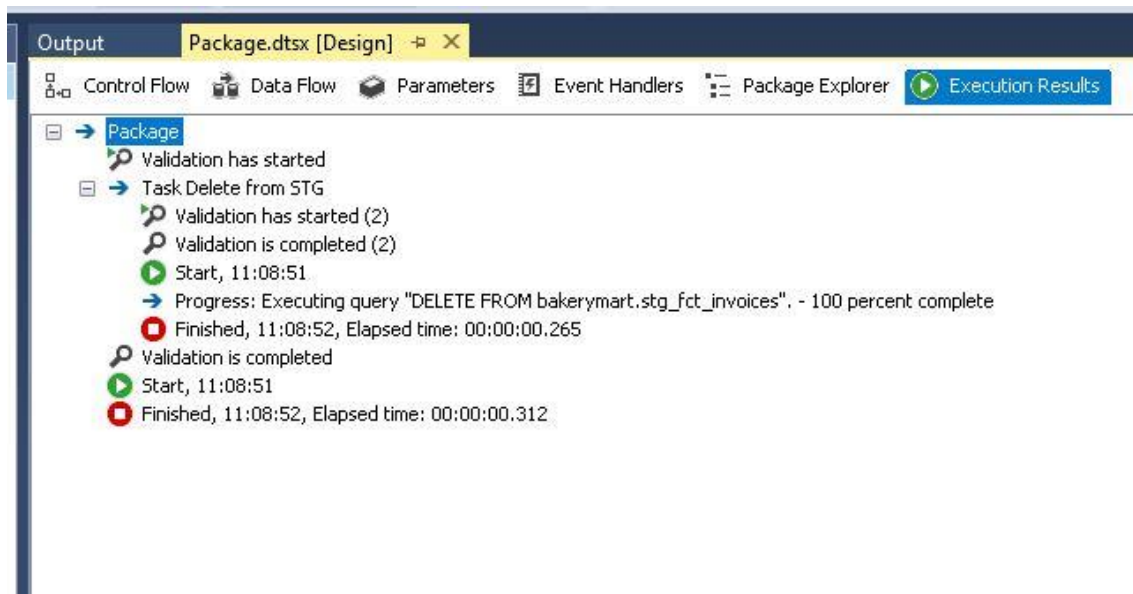 Output Package.dtsx [Design]
Control Flow Data Flow Parameters Event Handlers Package Explorer Execution Results
Package
Validation has started
Task Delete from STG
Validation has started (2)
Validation is completed (2)
Start, 11:08:51
Progress: Executing query "DELETE FROM bakerymart.stg_fct_invoices". - 100 percent complete
Finished, 11:08:52, Elapsed time: 00:00:00.265
Validation is completed
Start, 11:08:51
Finished, 11:08:52, Elapsed time: 00:00:00.312